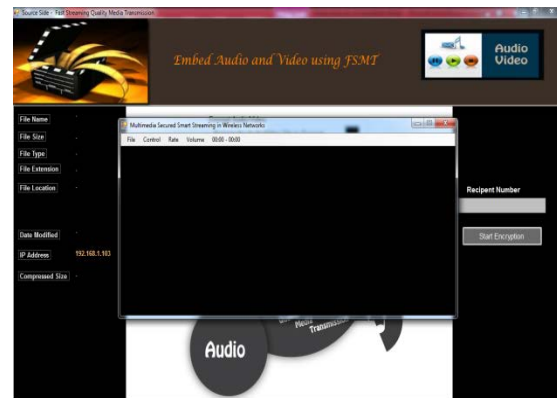 Source Side - Fast Streaming Quality Media Transmission
Embed Audio and Video using FSMT
Audio
Video
File Name
File Size
File Type
File Extension
File Location
Date Modified
IP Address 192.168.1.103
Compressed Size
Multimedia Secured Smart Streaming in Wireless Networks
File Control Rate Volume 00:00 - 00:00
Recipent Number
Start Encryption
Media
Transmission
Audio